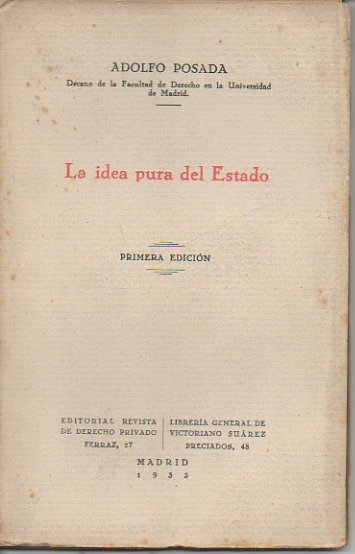 ADOLFO POSADA
Decano de la Facultad de Derecho en la Universidad
de Madrid.
La idea pura del Estado
PRIMERA EDICIÓN
EDITORIAL REVISTA
DE DERECHO PRIVADO
FERRAZ, 27
LIBRERÍA GENERAL DE
VICTORIANO SUÁREZ
PRECIADOS, 48
MADRID
1933